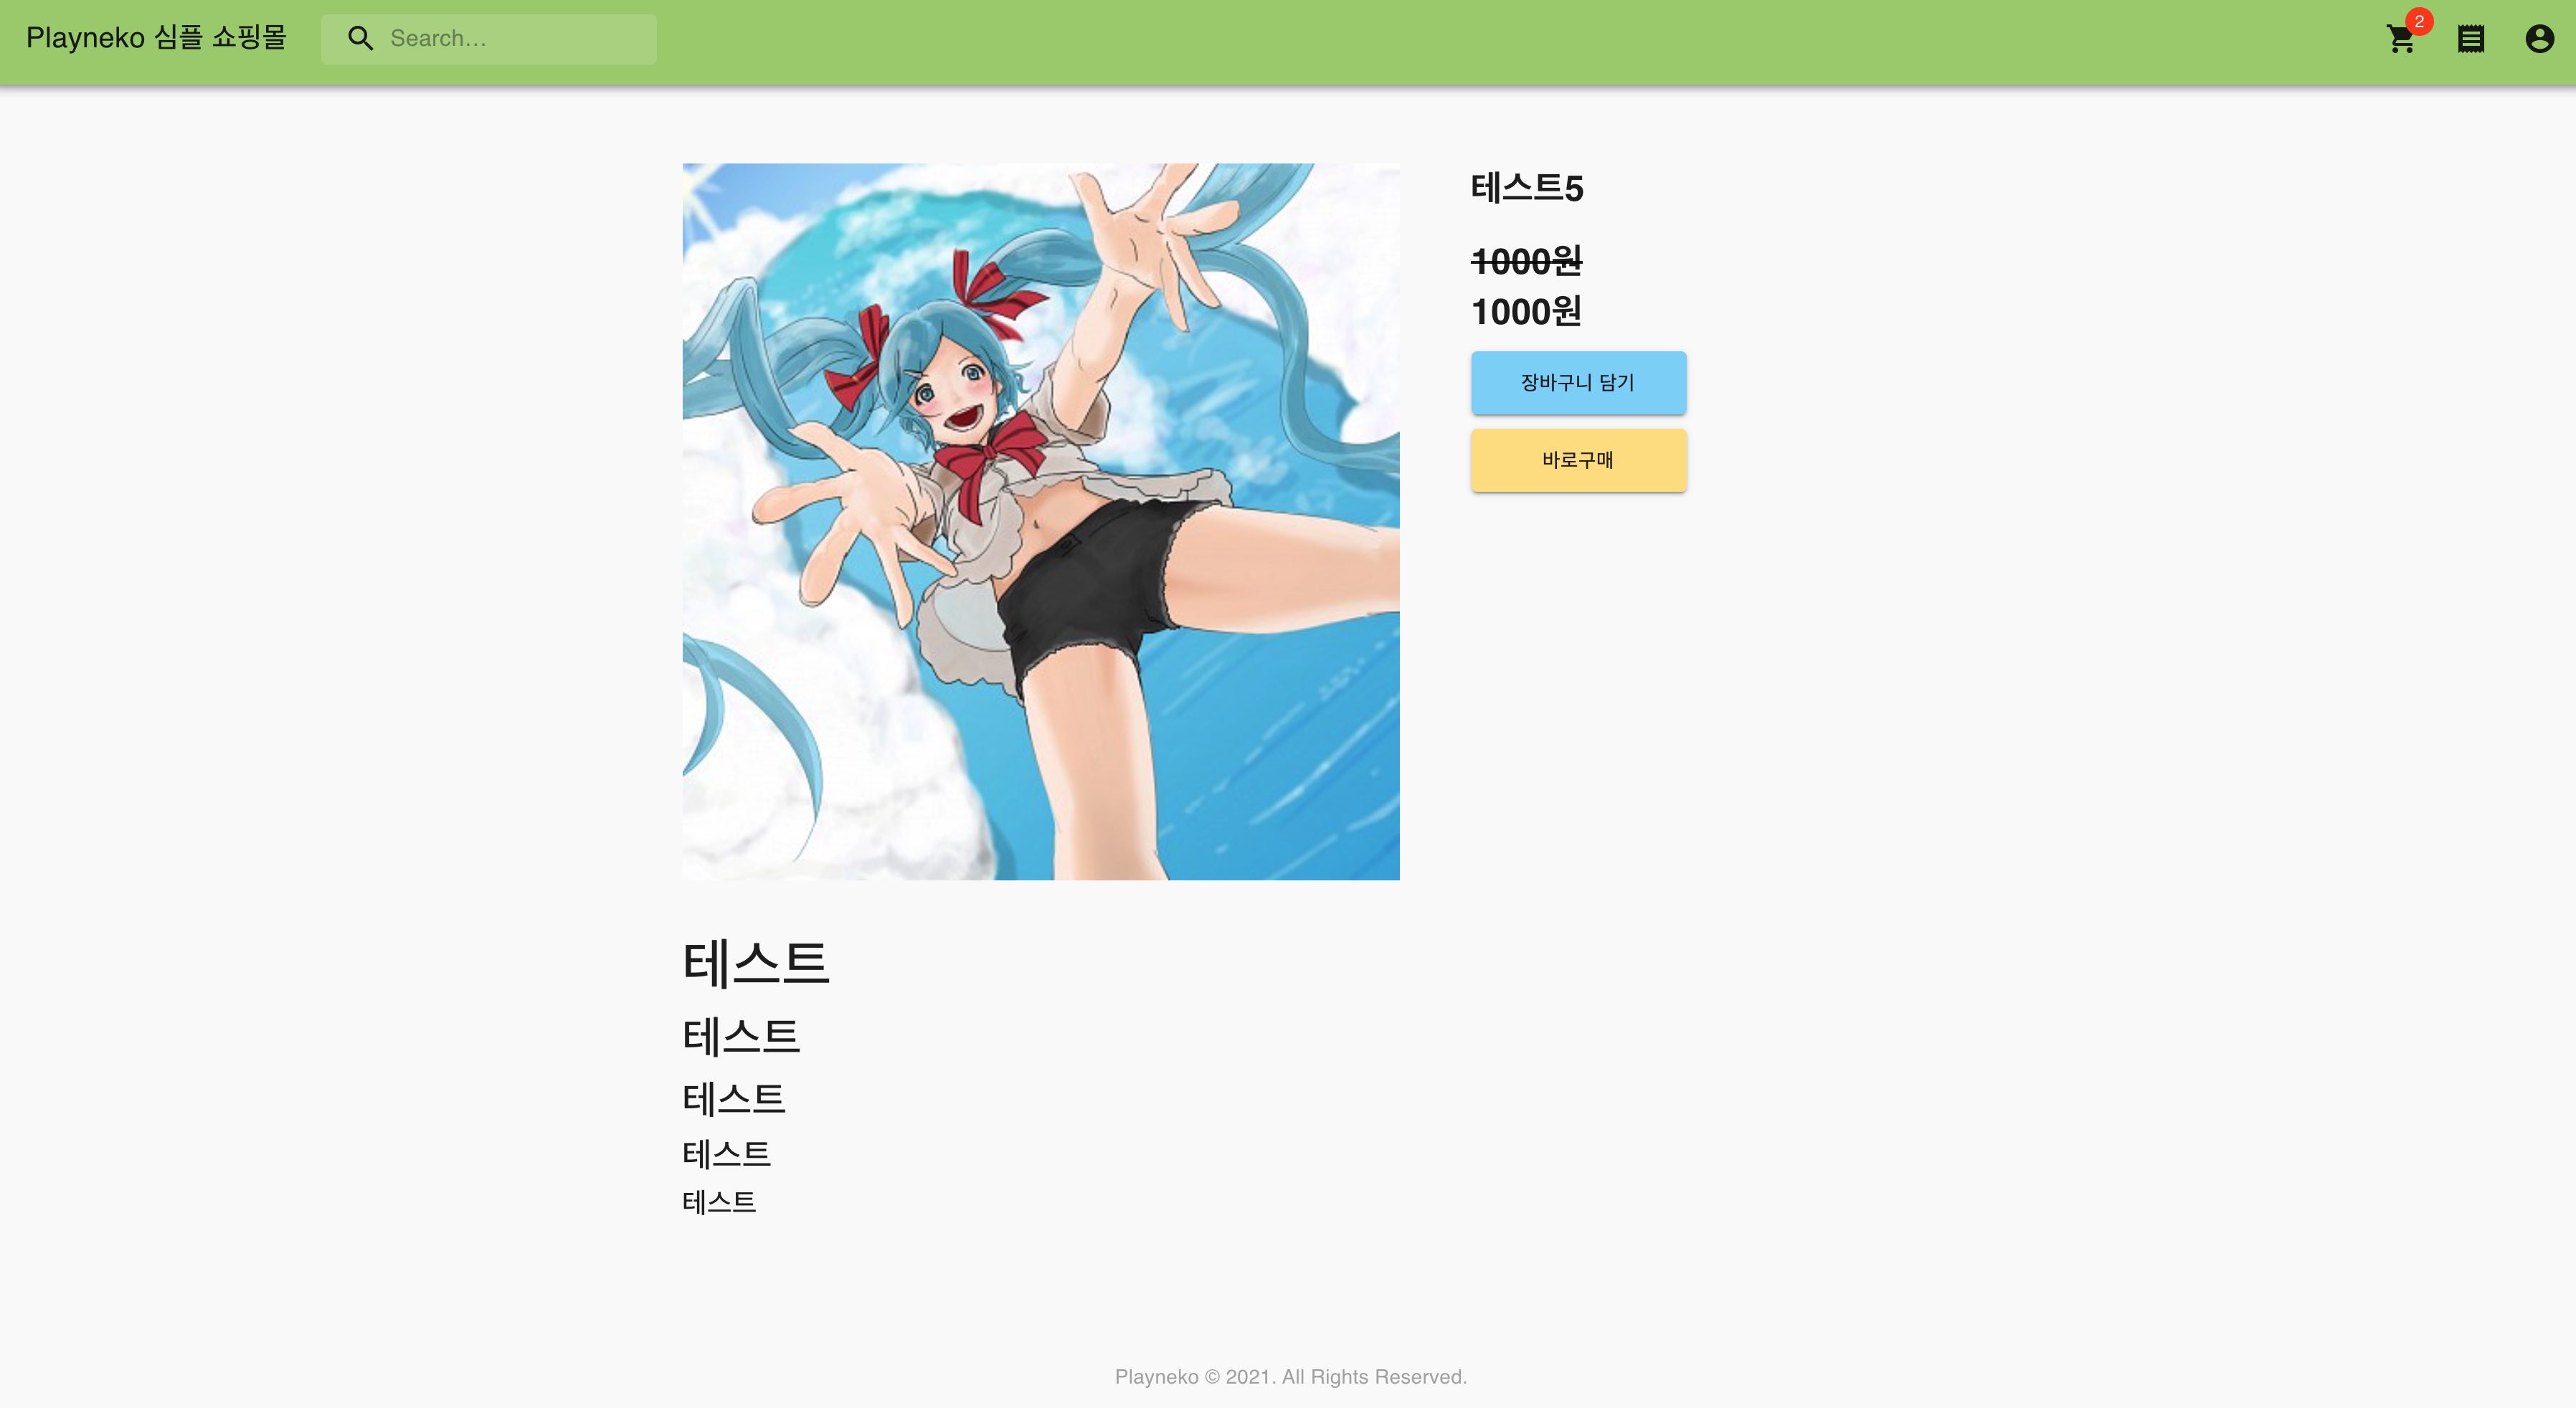 Playneko 심플 쇼핑몰
Search...
2
테스트5
1000원
1000원
장바구니 담기
바로구매
테스트
테스트
테스트
테스트
테스트
Playneko © 2021. All Rights Reserved.